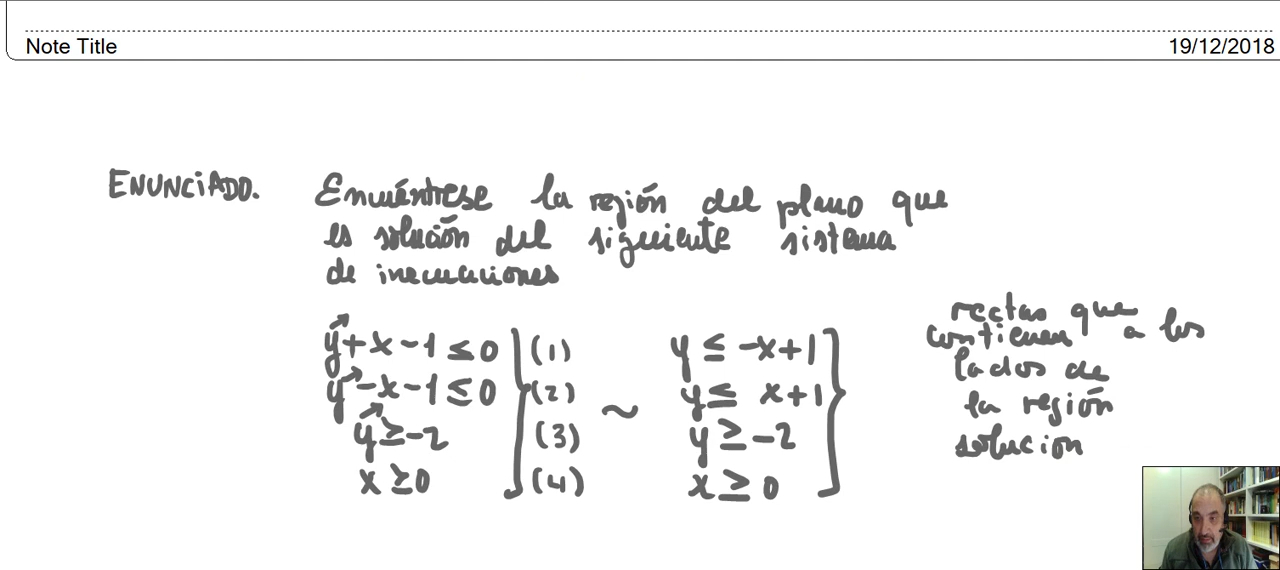 Note Title
19/12/2018
ENUNCIADO. Encuéntrese la región del plano que
es solución del siguiente sistema
de inecuaciones
y+x-1≤0 (1) y≤-x+1
y-x-1≤0 (2) ~ y≤ x+1
y≥-2 (3) y≥-2
x≥0 (4) x≥0
rectas que
contienen a los
lados de
la región
solución